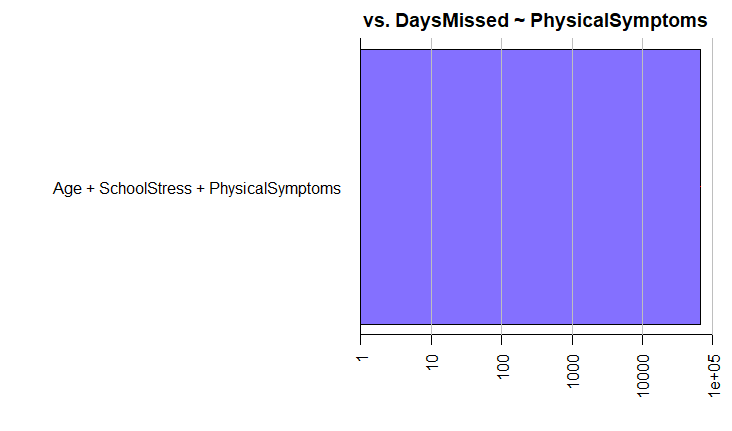 vs. DaysMissed ~ PhysicalSymptoms
Age + SchoolStress + PhysicalSymptoms
1
10
100
1000
10000
1e+05